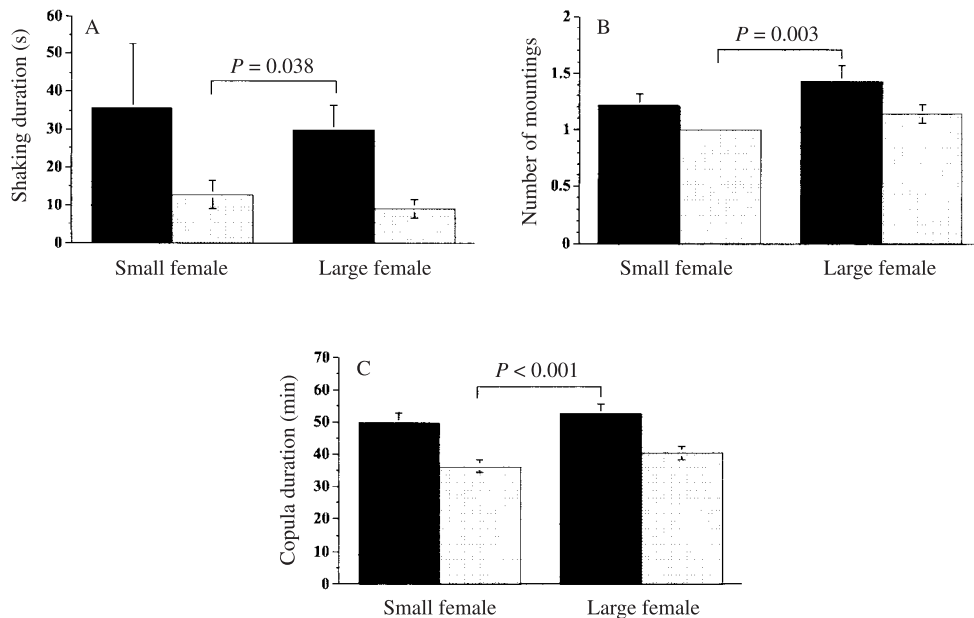 A
Shaking duration (s)
60
50
40
30
20
10
0
P = 0.038
Small female
Large female
B
Number of mountings
2
1.5
1
0.5
0
P = 0.003
Small female
Large female
C
Copula duration (min)
70
60
50
40
30
20
10
0
P < 0.001
Small female
Large female